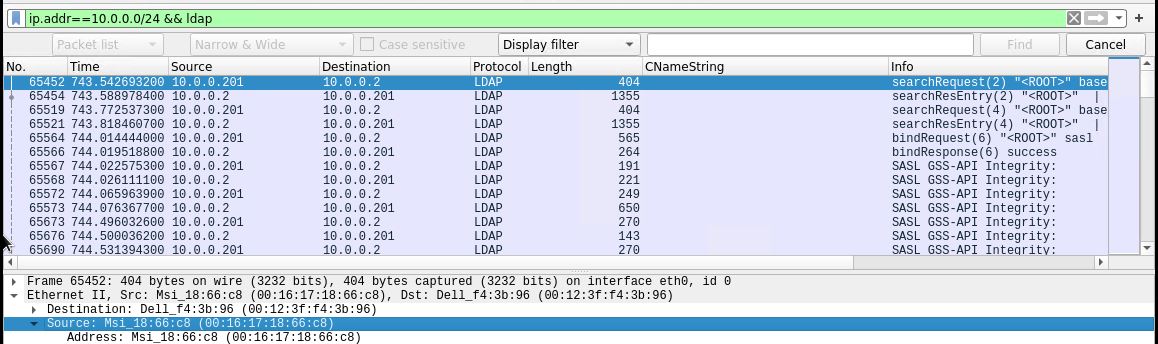 ip.addr==10.0.0.0/24 && ldap
Packet list Narrow & Wide Case sensitive Display filter Find Cancel
No. Time Source Destination Protocol Length CNameString Info
65452 743.542693200 10.0.0.201 10.0.0.2 LDAP 404 searchRequest(2) "<ROOT>" base
65454 743.588978400 10.0.0.2 10.0.0.201 LDAP 1355 searchResEntry(2) "<ROOT>" |
65519 743.772537300 10.0.0.201 10.0.0.2 LDAP 404 searchRequest(4) "<ROOT>" base
65521 743.818460700 10.0.0.2 10.0.0.201 LDAP 1355 searchResEntry(4) "<ROOT>" |
65564 744.014444000 10.0.0.201 10.0.0.2 LDAP 565 bindRequest(6) "<ROOT>" sasl
65566 744.019518800 10.0.0.2 10.0.0.201 LDAP 264 bindResponse(6) success
65567 744.022575300 10.0.0.201 10.0.0.2 LDAP 191 SASL GSS-API Integrity:
65568 744.026111100 10.0.0.2 10.0.0.201 LDAP 221 SASL GSS-API Integrity:
65572 744.065963900 10.0.0.201 10.0.0.2 LDAP 249 SASL GSS-API Integrity:
65573 744.076367700 10.0.0.2 10.0.0.201 LDAP 650 SASL GSS-API Integrity:
65673 744.496032600 10.0.0.201 10.0.0.2 LDAP 270 SASL GSS-API Integrity:
65676 744.500036200 10.0.0.2 10.0.0.201 LDAP 143 SASL GSS-API Integrity:
65690 744.531394300 10.0.0.201 10.0.0.2 LDAP 270 SASL GSS-API Integrity:
Frame 65452: 404 bytes on wire (3232 bits), 404 bytes captured (3232 bits) on interface eth0, id 0
Ethernet II, Src: Msi_18:66:c8 (00:16:17:18:66:c8), Dst: Dell_f4:3b:96 (00:12:3f:f4:3b:96)
Destination: Dell_f4:3b:96 (00:12:3f:f4:3b:96)
Source: Msi_18:66:c8 (00:16:17:18:66:c8)
Address: Msi_18:66:c8 (00:16:17:18:66:c8)